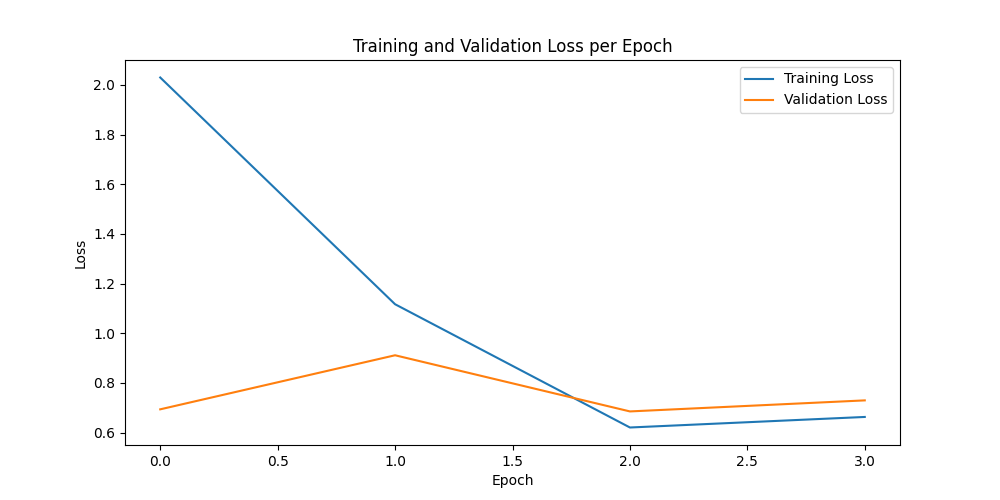 Training and Validation Loss per Epoch
Training Loss
Validation Loss
2.0
1.8
1.6
1.4
1.2
1.0
0.8
0.6
Loss
0.0 0.5 1.0 1.5 2.0 2.5 3.0
Epoch